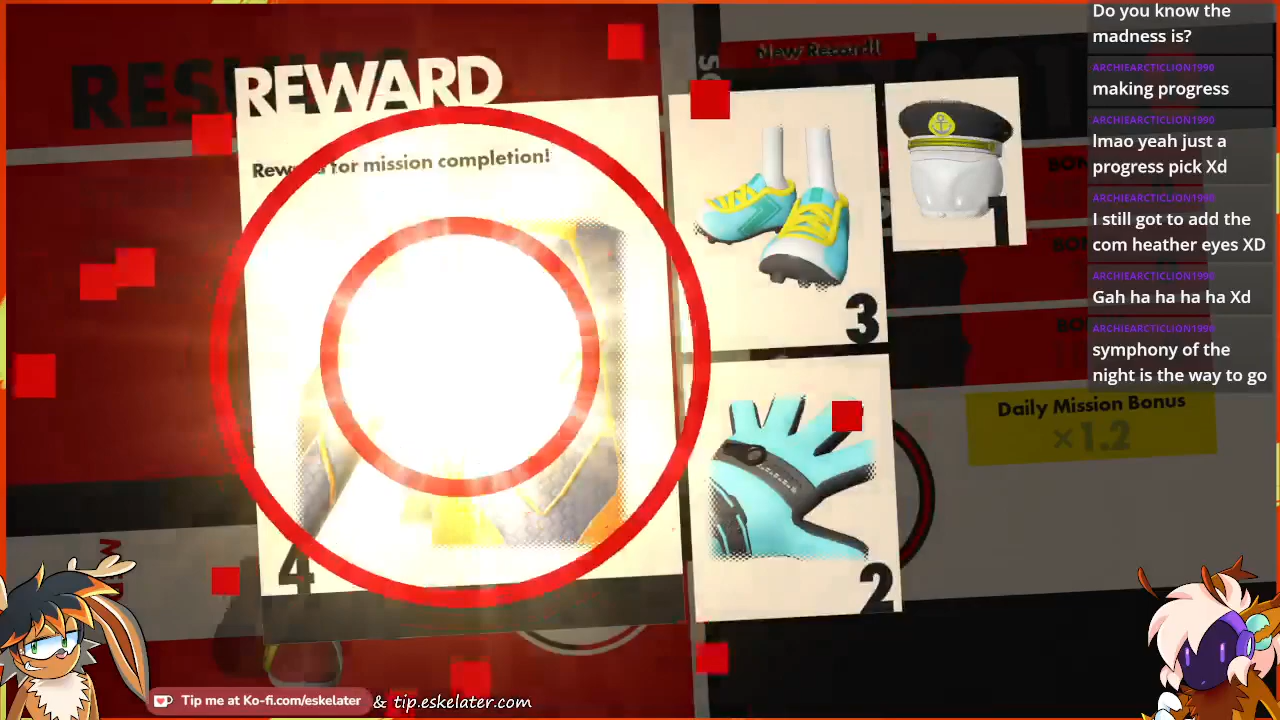 REWARD
Reward for mission completion!
4
3
1
2
New Record!!
Daily Mission Bonus
×1.2
Do you know the
madness is?
ARCHIEARCTICLION1990
making progress
ARCHIEARCTICLION1990
lmao yeah just a
progress pick Xd
ARCHIEARCTICLION1990
I still got to add the
com heather eyes XD
ARCHIEARCTICLION1990
Gah ha ha ha ha Xd
ARCHIEARCTICLION1990
symphony of the
night is the way to go
Tip me at Ko-fi.com/eskelater & tip.eskelater.com